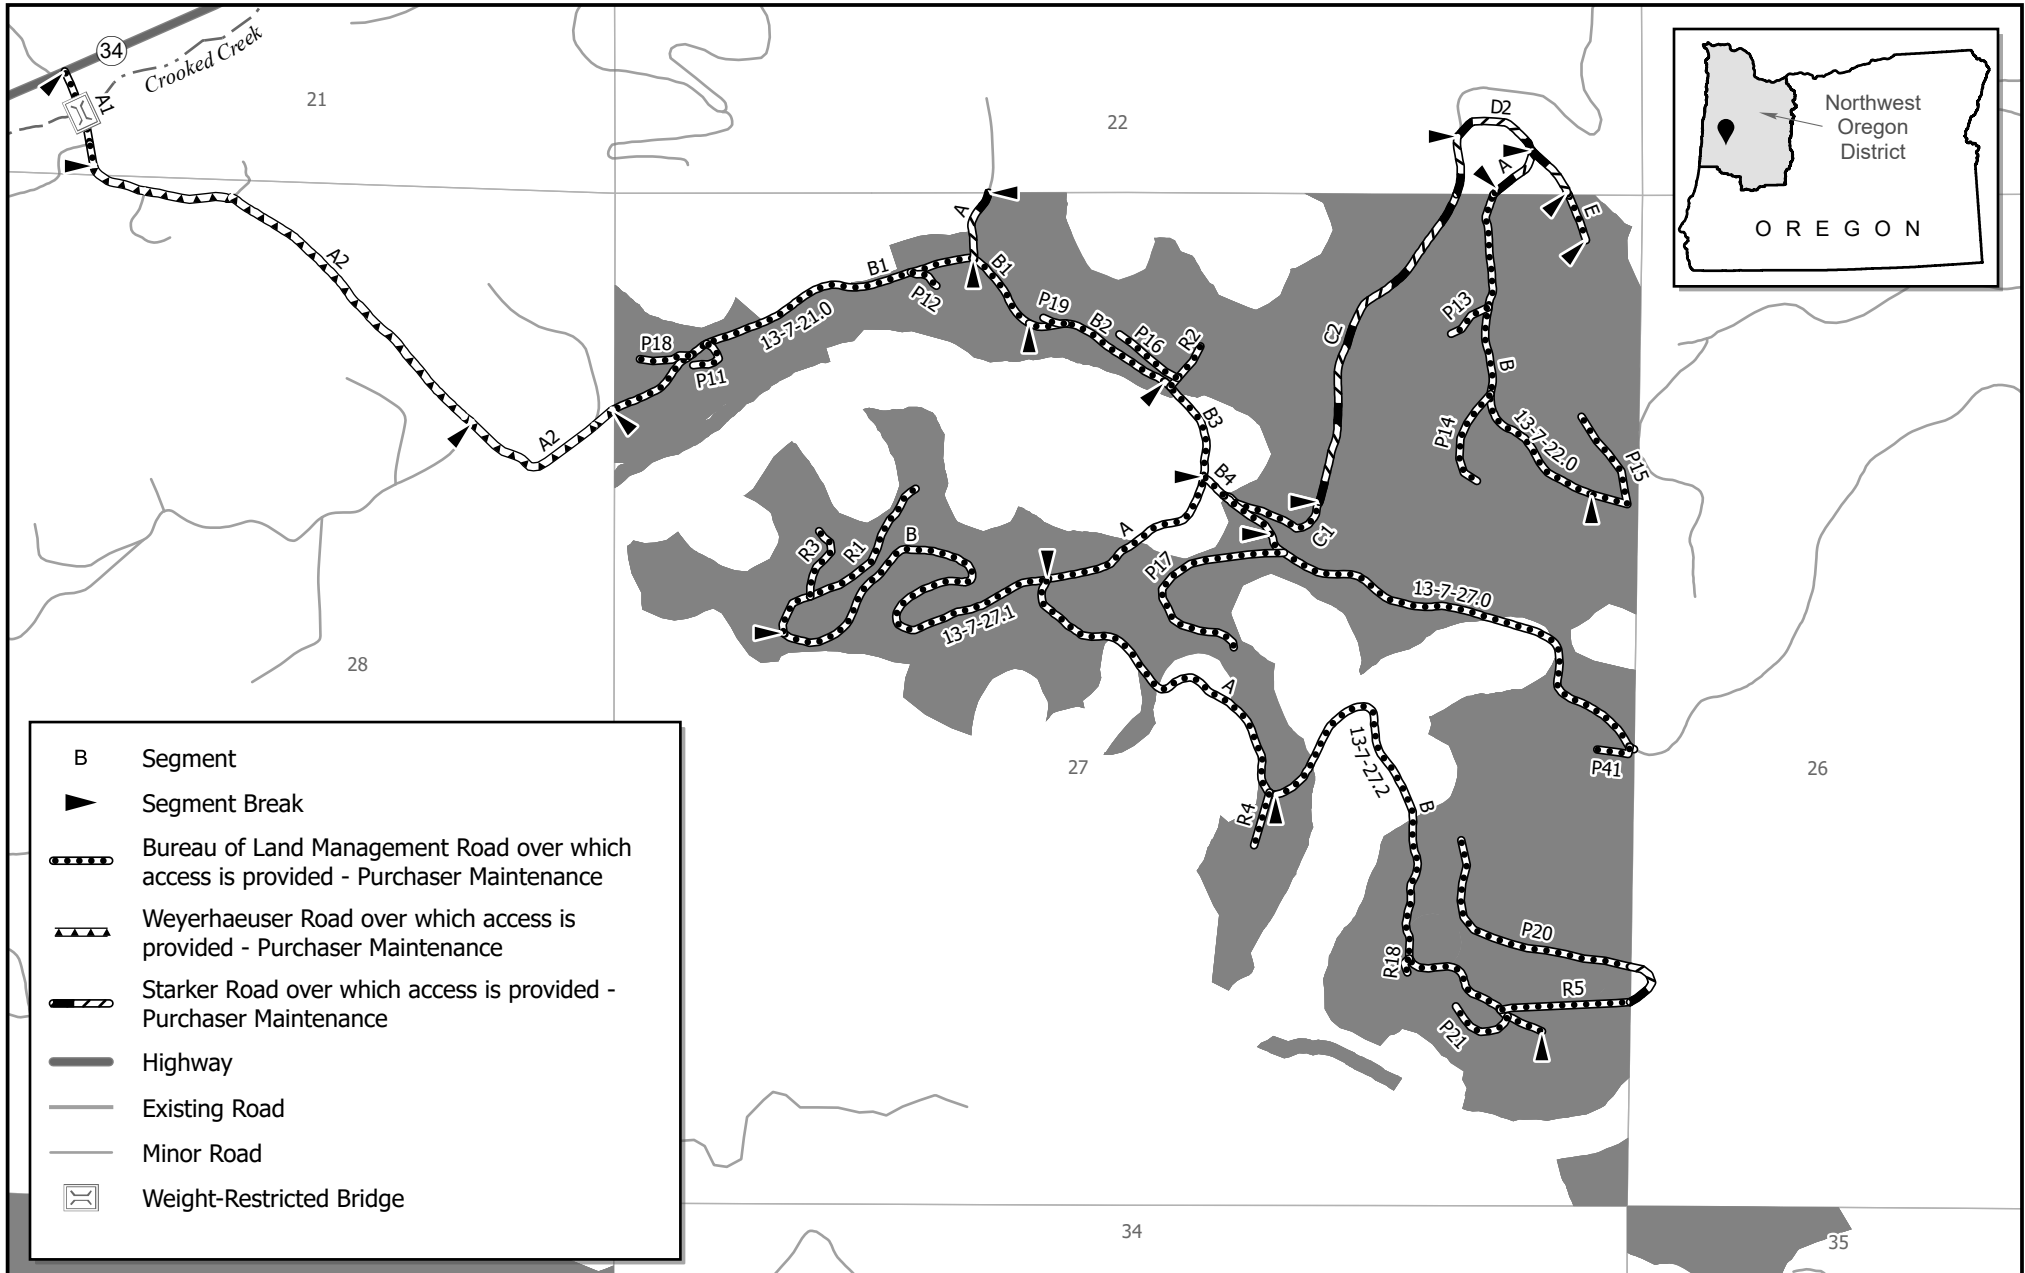 34
Crooked Creek
A1
21
22
D2
A
E
Northwest
Oregon
District
OREGON
A2
A
B1
B1
P12
P19
B2
P16
R2
13-7-21.0
P18
P11
C2
P13
B
B3
A2
P14
13-7-22.0
P15
B4
C1
A
B
R3
R1
P17
13-7-27.0
13-7-27.1
28
A
13-7-27.2
B
R4
27
P41
26
P20
R18
R5
P21
B Segment
Segment Break
Bureau of Land Management Road over which
access is provided - Purchaser Maintenance
Weyerhaeuser Road over which access is
provided - Purchaser Maintenance
Starker Road over which access is provided -
Purchaser Maintenance
Highway
Existing Road
Minor Road
Weight-Restricted Bridge
34
35